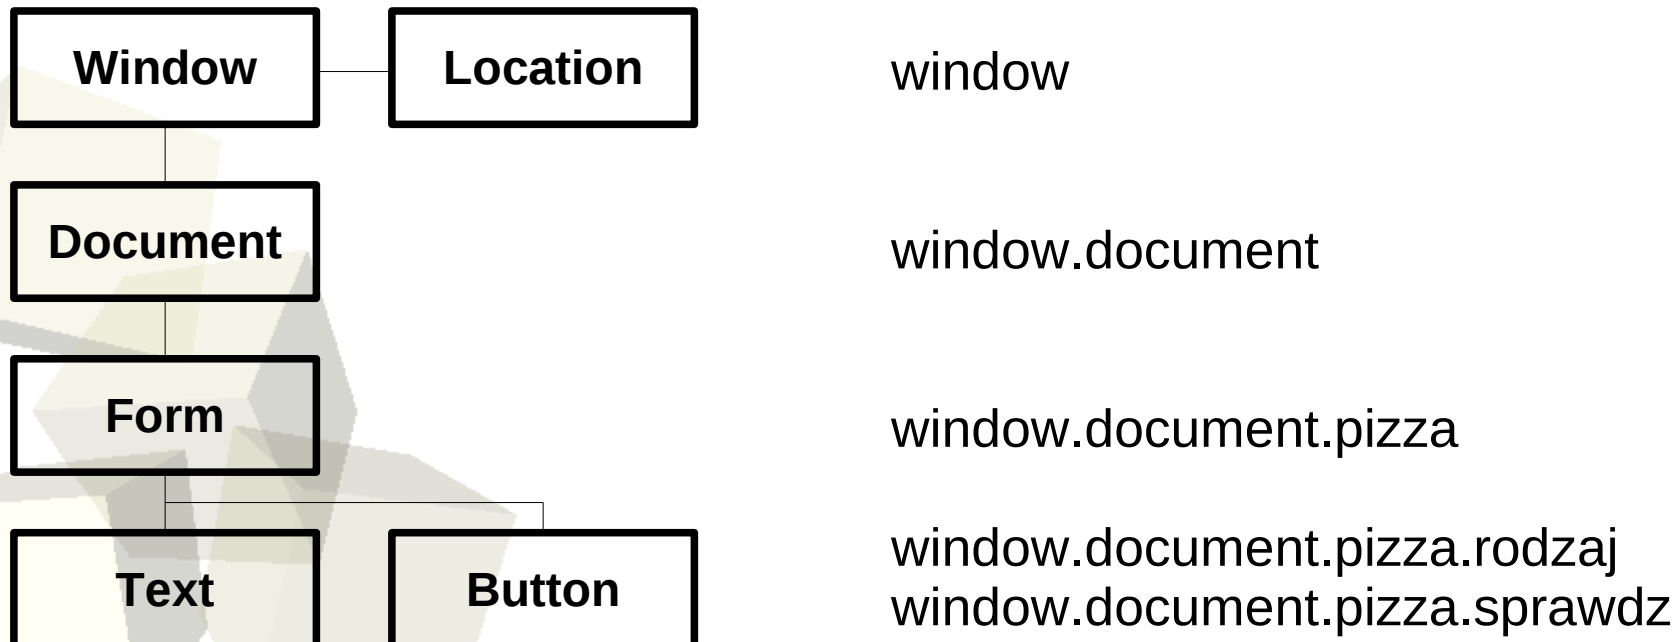 Window Location window
Document window.document
Form window.document.pizza
window.document.pizza.rodzaj
Text Button window.document.pizza.sprawdz